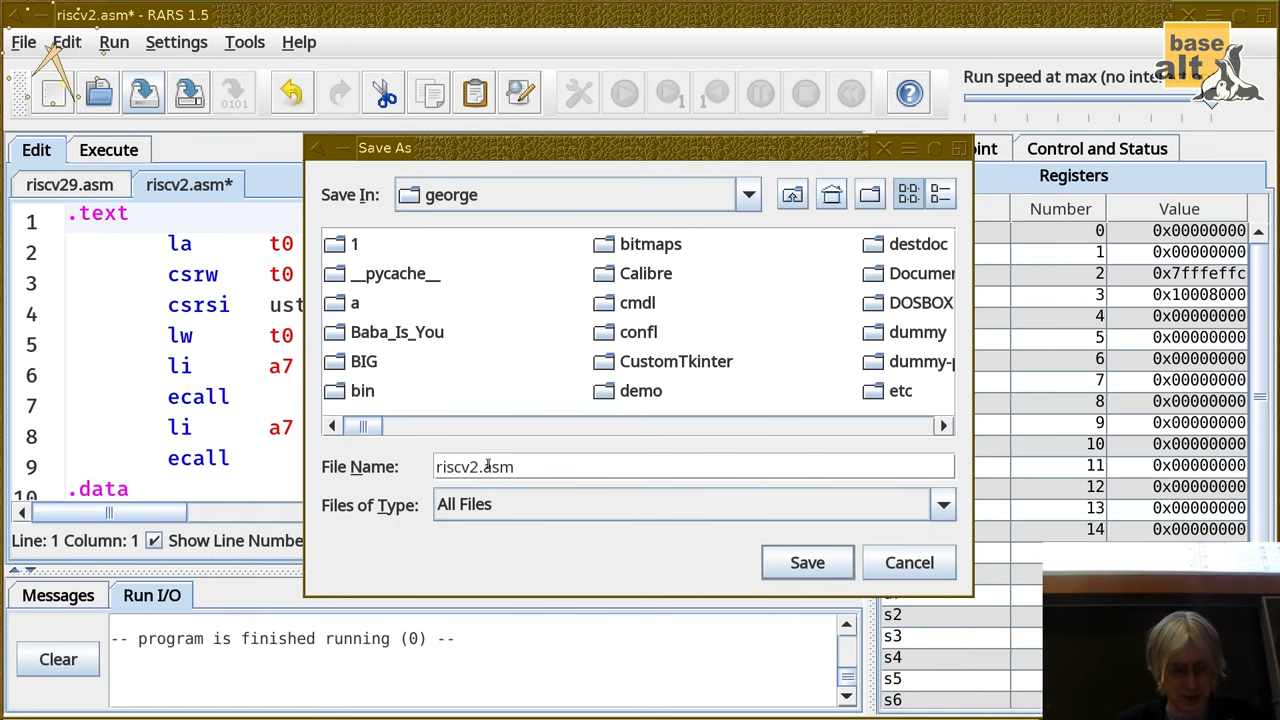 riscv2.asm* - RARS 1.5
File Edit Run Settings Tools Help
Run speed at max (no inte
base
alt
Edit Execute
riscv29.asm riscv2.asm*
1 .text
2 la t0
3 csrw t0
4 csrsi ust
5 lw t0
6 li a7
7 ecall
8 li a7
9 ecall
10 .data
Line: 1 Column: 1 Show Line Numbe
Messages Run I/O
Clear
-- program is finished running (0) --
Save As
Save In: george
1 bitmaps destdoc
__pycache__ Calibre Documen
a cmdl DOSBOX
Baba_Is_You confl dummy
BIG CustomTkinter dummy-p
bin demo etc
File Name: riscv2.asm
Files of Type: All Files
Save Cancel
oint Control and Status
Registers
Number Value
0 0x00000000
1 0x00000000
2 0x7fffeffc
3 0x10008000
4 0x00000000
5 0x00000000
6 0x00000000
7 0x00000000
8 0x00000000
9 0x00000000
10 0x00000000
11 0x00000000
12 0x00000000
13 0x00000000
14 0x00000000
s2
s3
s4
s5
s6